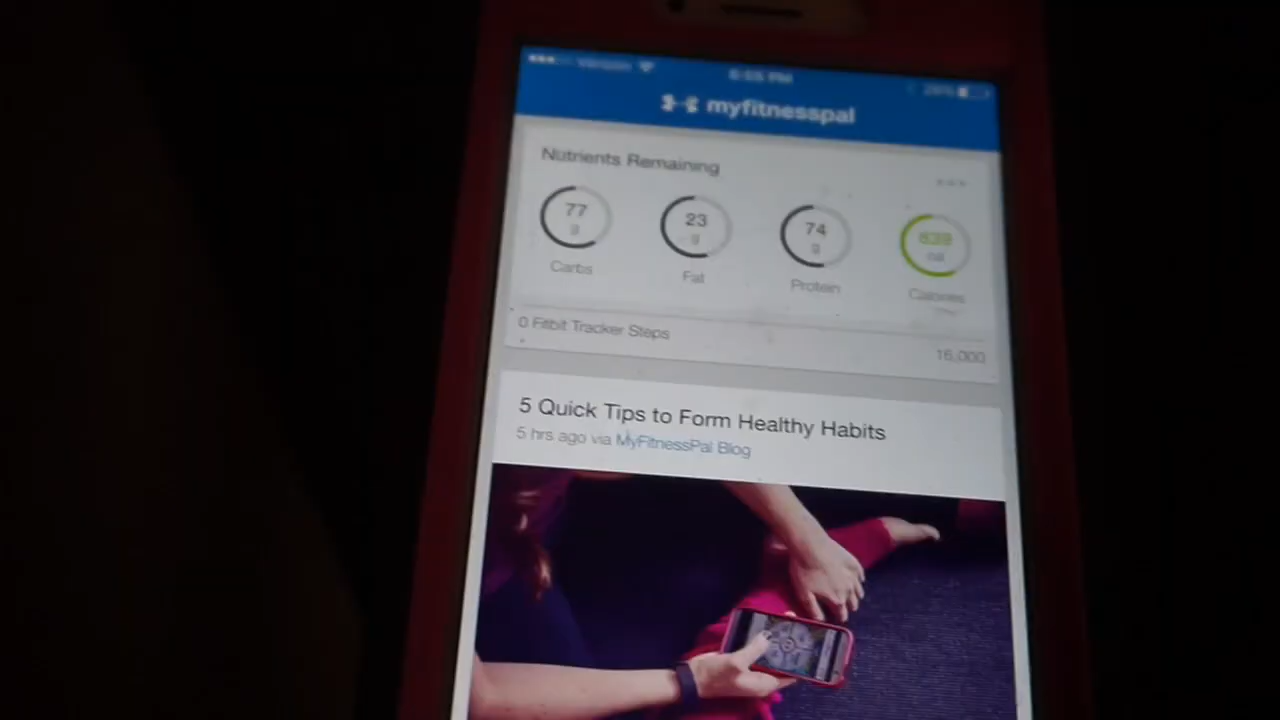 myfitnesspal
Nutrients Remaining
77 23 74
g g g cal
Carbs Fat Protein Calories
0 Fitbit Tracker Steps 16,000
5 Quick Tips to Form Healthy Habits
5 hrs ago via MyFitnessPal Blog